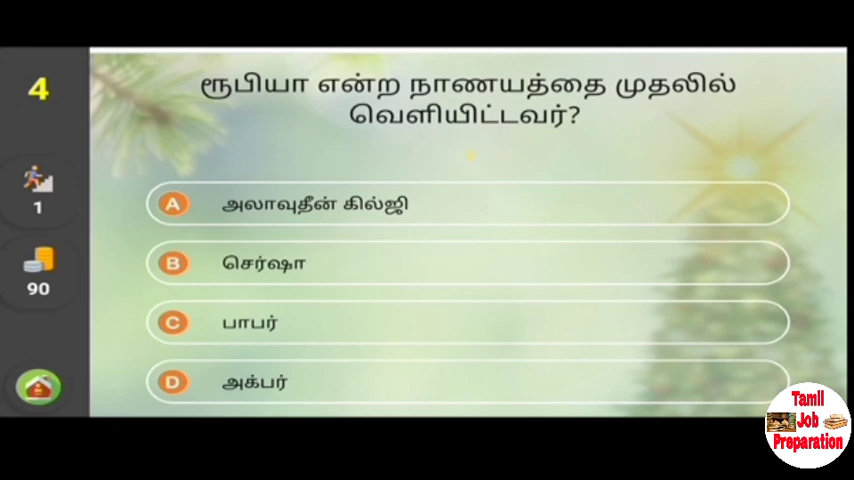 4
ரூபியா என்ற நாணயத்தை முதலில்
வெளியிட்டவர்?
1
90
A அலாவுதீன் கில்ஜி
B செர்ஷா
C பாபர்
D அக்பர்
Tamil
Job
Preparation